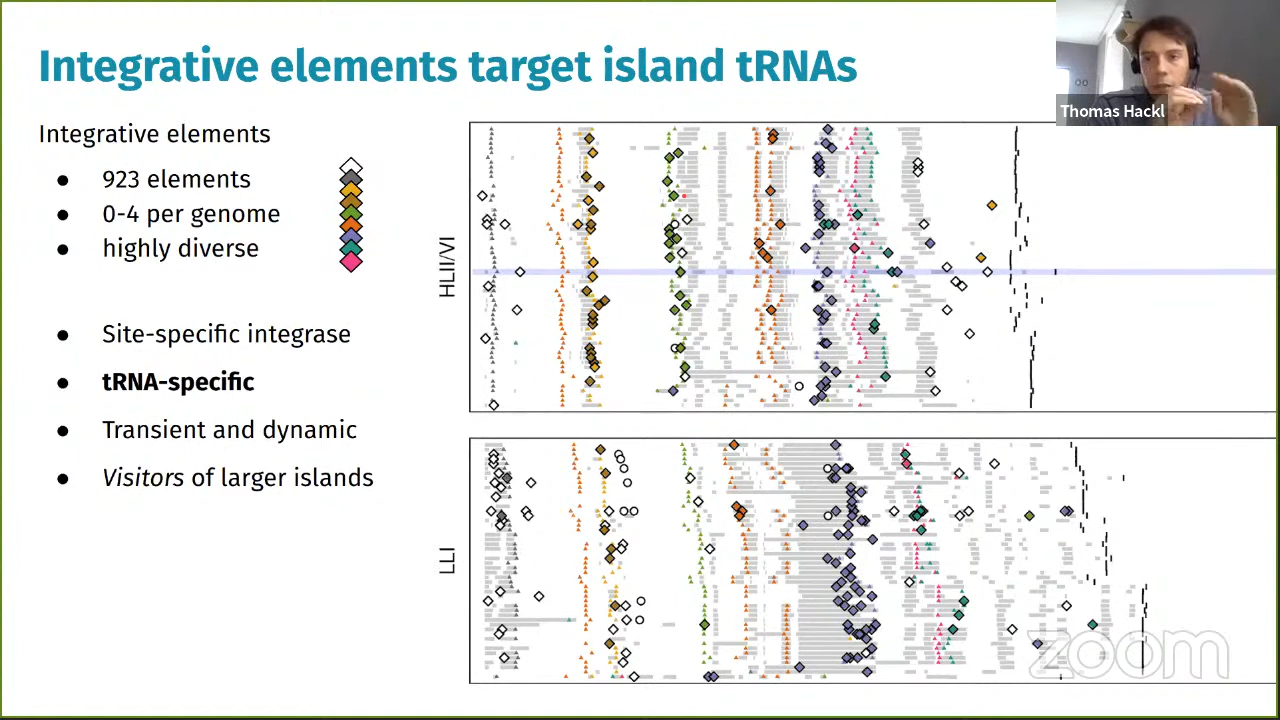 Integrative elements target island tRNAs
Thomas Hackl
Integrative elements
● 923 elements
● 0-4 per genome
● highly diverse
● Site-specific integrase
● tRNA-specific
● Transient and dynamic
● Visitors of larger islands
HLII/VI
LLI
zoom